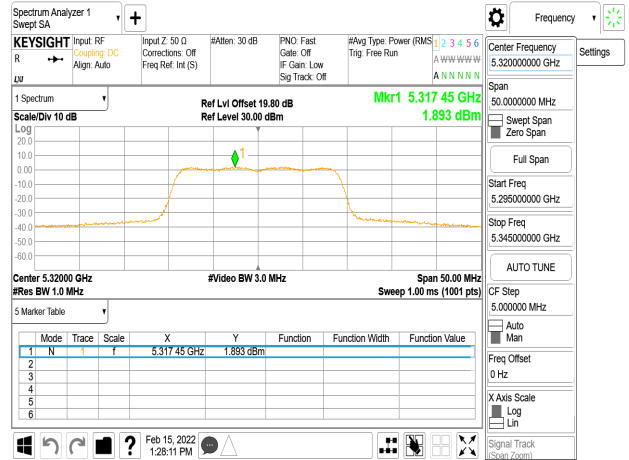 Spectrum Analyzer 1
Swept SA
Frequency
KEYSIGHT
R
LXI
Input: RF
Coupling: DC
Align: Auto
Input Z: 50 Ω
Corrections: Off
Freq Ref: Int (S)
#Atten: 30 dB
PNO: Fast
Gate: Off
IF Gain: Low
Sig Track: Off
#Avg Type: Power (RMS
Trig: Free Run
1 2 3 4 5 6
A W W W W W
A N N N N N
Center Frequency
5.320000000 GHz
Settings
Span
50.0000000 MHz
Swept Span
Zero Span
Full Span
Start Freq
5.295000000 GHz
Stop Freq
5.345000000 GHz
AUTO TUNE
CF Step
5.000000 MHz
Auto
Man
Freq Offset
0 Hz
X Axis Scale
Log
Lin
Signal Track
(Span Zoom)
1 Spectrum
Scale/Div 10 dB
Ref Lvl Offset 19.80 dB
Ref Level 30.00 dBm
Mkr1 5.317 45 GHz
1.893 dBm
Log
20.0
10.0
0.00
-10.0
-20.0
-30.0
-40.0
-50.0
-60.0
1
Center 5.32000 GHz
#Video BW 3.0 MHz
Span 50.00 MHz
#Res BW 1.0 MHz
Sweep 1.00 ms (1001 pts)
5 Marker Table
Mode Trace Scale X Y Function Function Width Function Value
1 N 1 f 5.317 45 GHz 1.893 dBm
2
3
4
5
6
?
Feb 15, 2022
1:28:11 PM